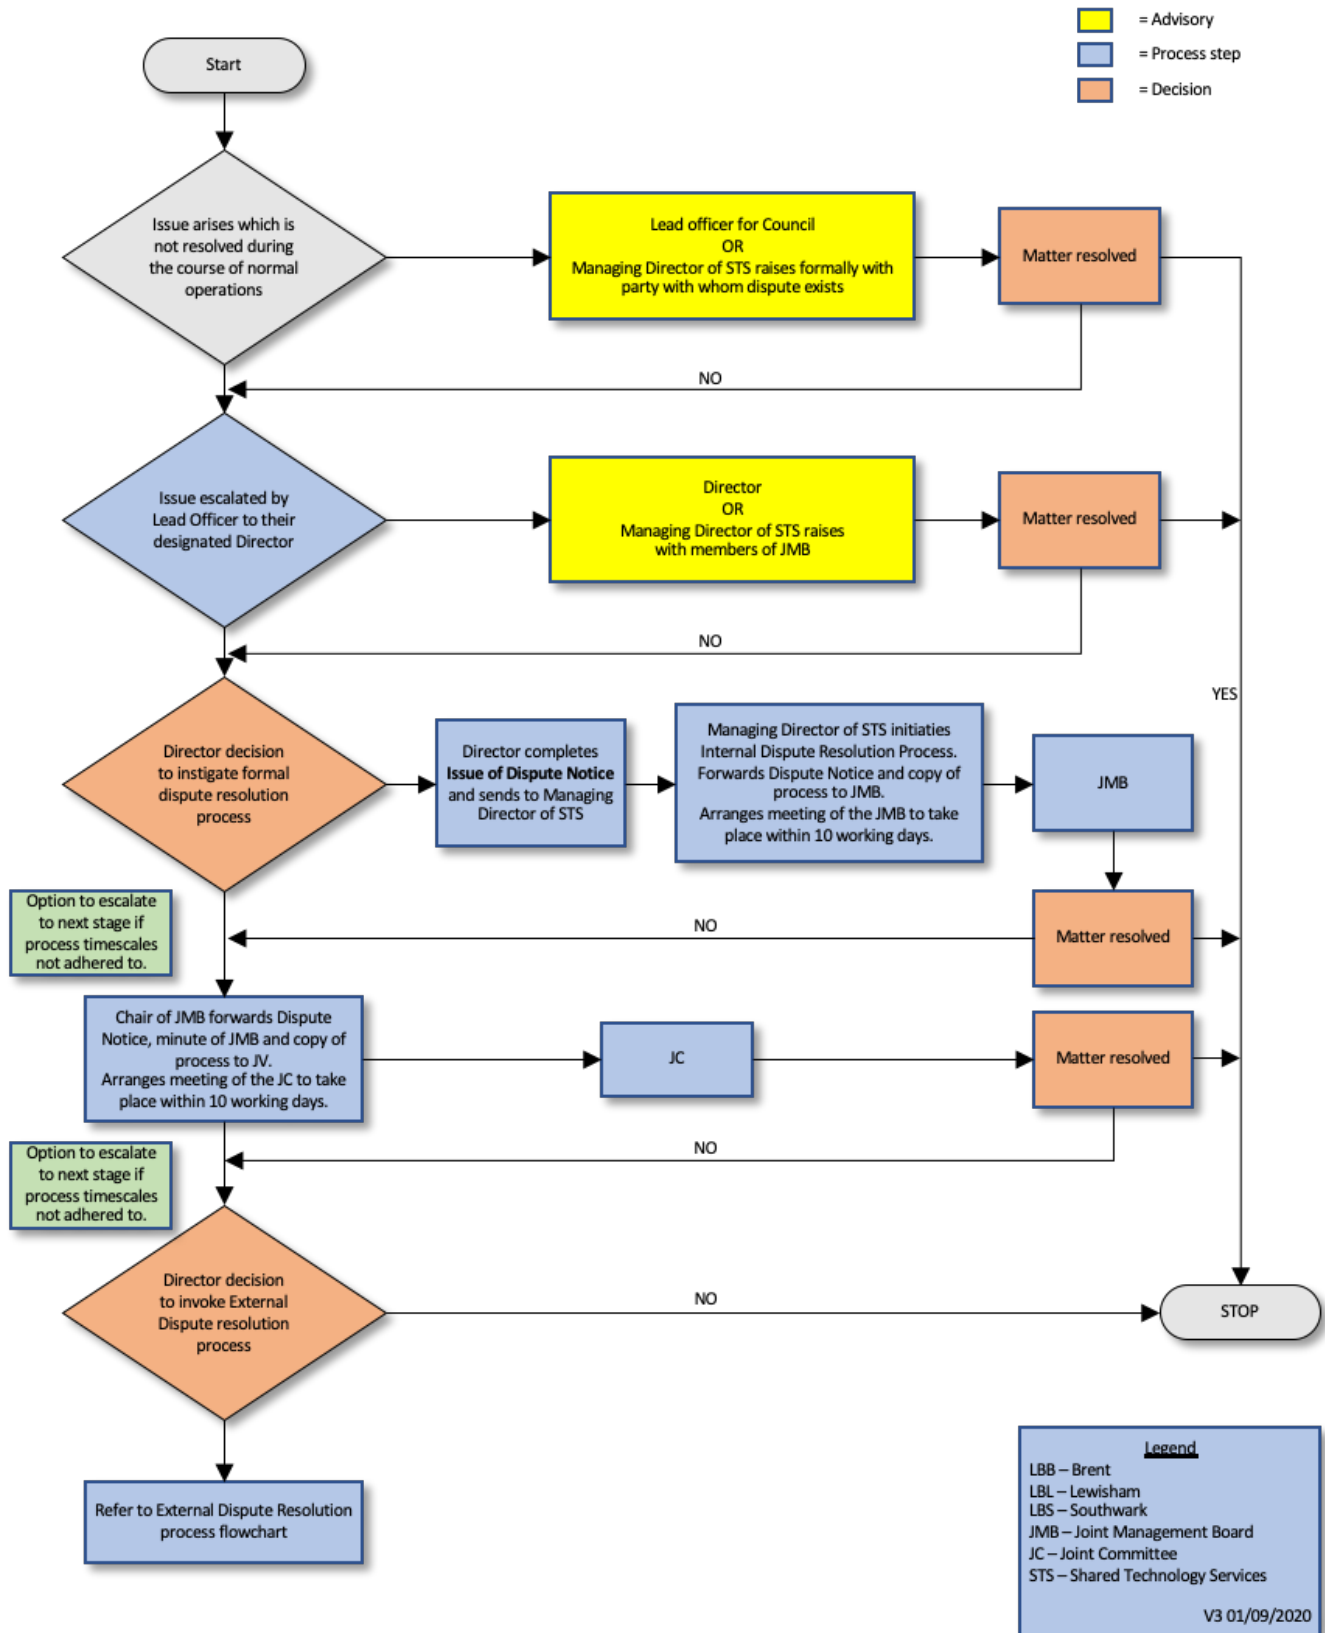 = Advisory
= Process step
= Decision
Start
Issue arises which is
not resolved during
the course of normal
operations
Lead officer for Council
OR
Managing Director of STS raises formally with
party with whom dispute exists
Matter resolved
NO
Issue escalated by
Lead Officer to their
designated Director
Director
OR
Managing Director of STS raises
with members of JMB
Matter resolved
NO
YES
Director decision
to instigate formal
dispute resolution
process
Director completes
Issue of Dispute Notice
and sends to Managing
Director of STS
Managing Director of STS initiaties
Internal Dispute Resolution Process.
Forwards Dispute Notice and copy of
process to JMB.
Arranges meeting of the JMB to take
place within 10 working days.
JMB
Option to escalate
to next stage if
process timescales
not adhered to.
NO
Matter resolved
Chair of JMB forwards Dispute
Notice, minute of JMB and copy of
process to JV.
Arranges meeting of the JC to take
place within 10 working days.
JC
Matter resolved
NO
Option to escalate
to next stage if
process timescales
not adhered to.
Director decision
to invoke External
Dispute resolution
process
NO
STOP
Refer to External Dispute Resolution
process flowchart
Legend
LBB – Brent
LBL – Lewisham
LBS – Southwark
JMB – Joint Management Board
JC – Joint Committee
STS – Shared Technology Services
V3 01/09/2020